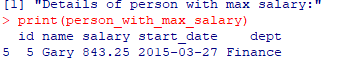 [1] "Details of person with max salary:"
> print(person_with_max_salary)
  id name salary start_date    dept
5  5 Gary 843.25 2015-03-27 Finance